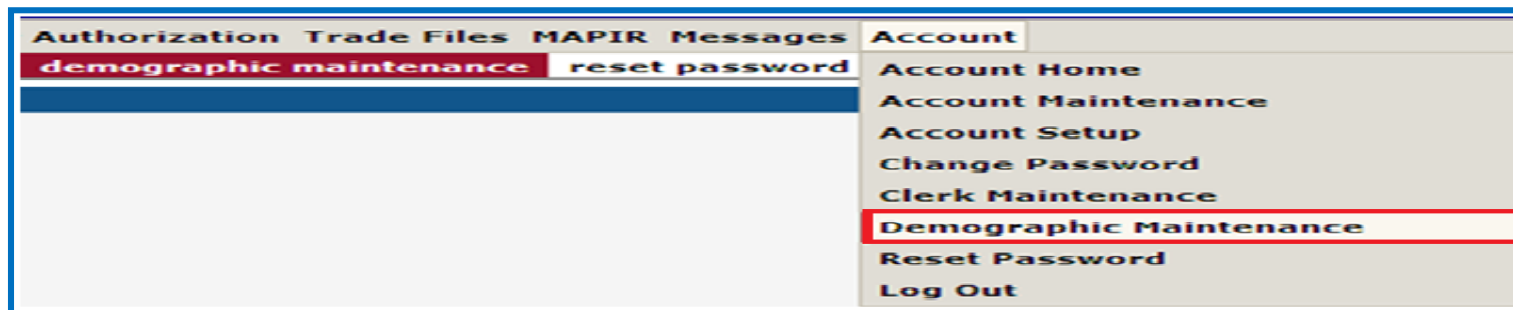 Authorization Trade Files MAPIR Messages Account
demographic maintenance reset password
Account Home
Account Maintenance
Account Setup
Change Password
Clerk Maintenance
Demographic Maintenance
Reset Password
Log Out